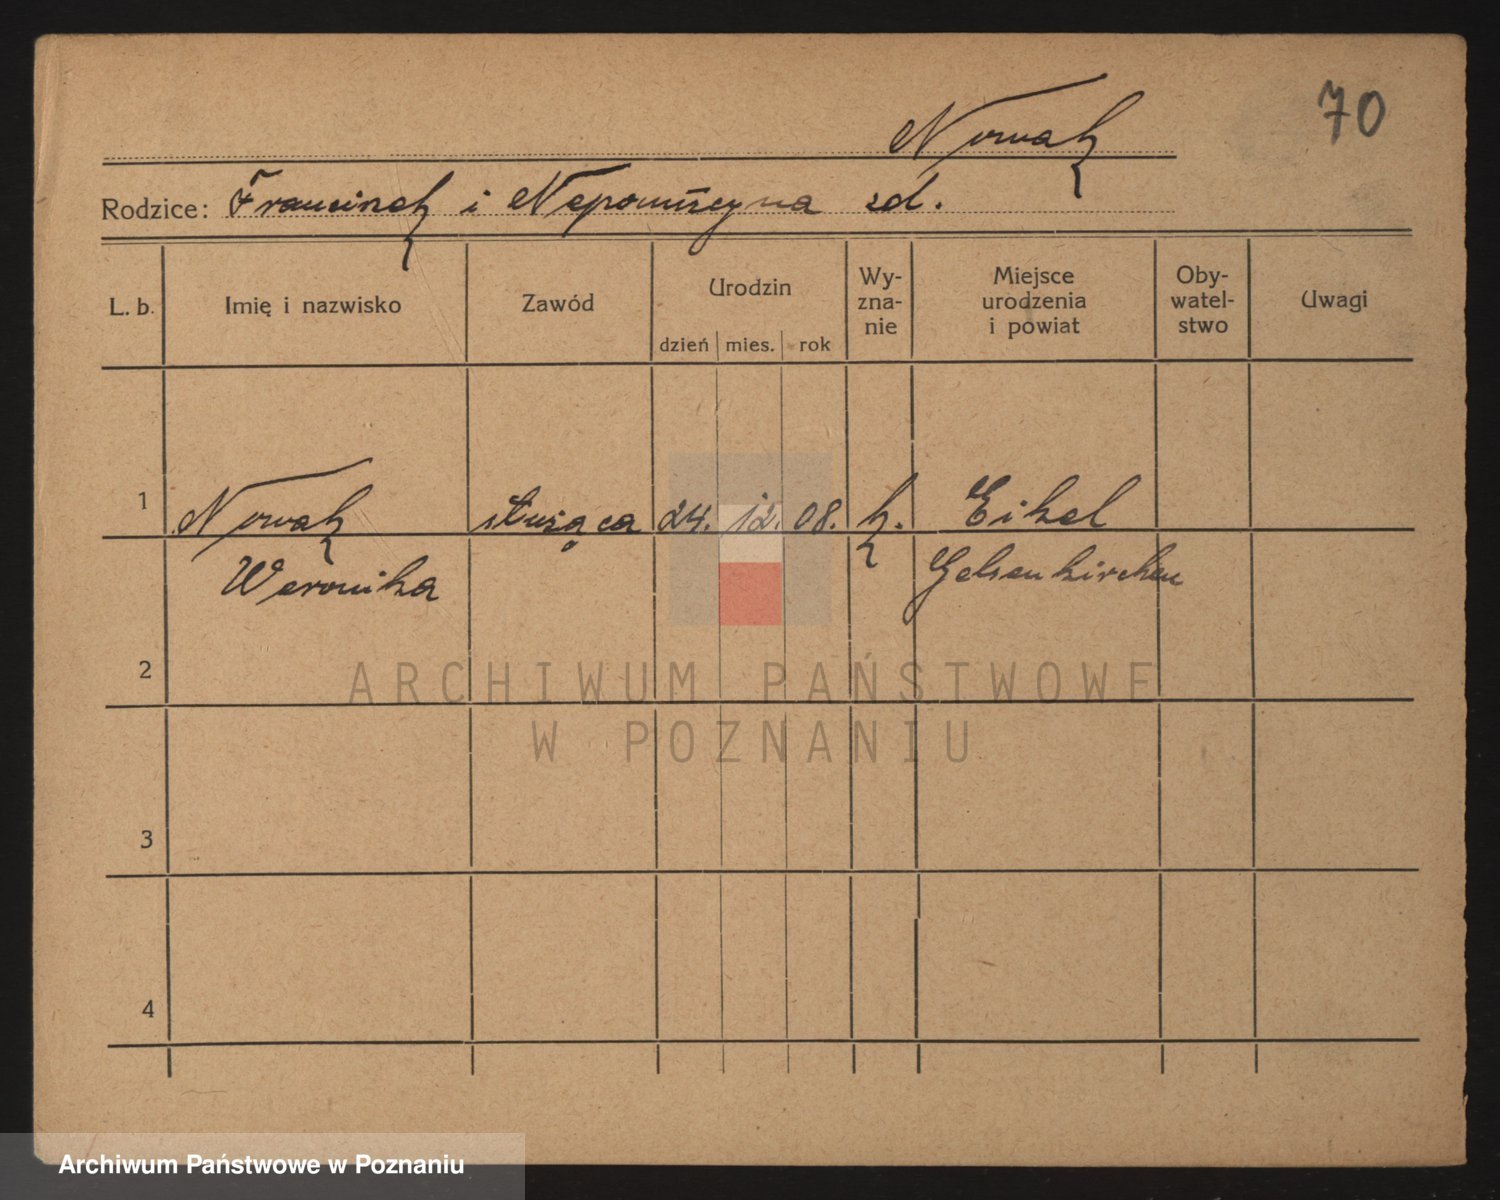 70
Nowak
Rodzice: Franciszek i Nepomucyna zd.
L. b. Imię i nazwisko Zawód Urodzin dzień mies. rok Wy-zna-nie Miejsce urodzenia i powiat Oby-watel-stwo Uwagi
1 Nowak służąca 24. 12. 08. k. Eikel
Weronika Gelsenkirchen
2
ARCHIWUM PAŃSTWOWE
W POZNANIU
3
4
Archiwum Państwowe w Poznaniu